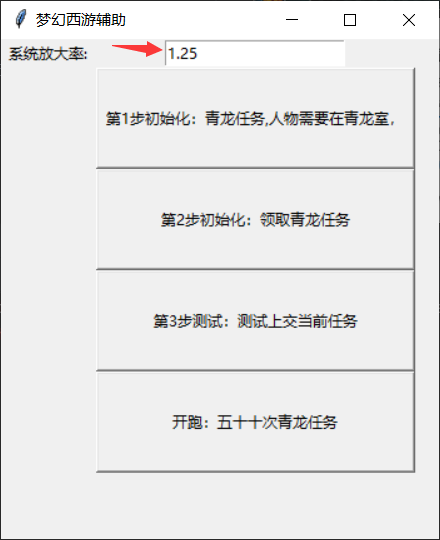 梦幻西游辅助
系统放大率:
1.25
第1步初始化：青龙任务,人物需要在青龙室，
第2步初始化：领取青龙任务
第3步测试：测试上交当前任务
开跑：五十十次青龙任务